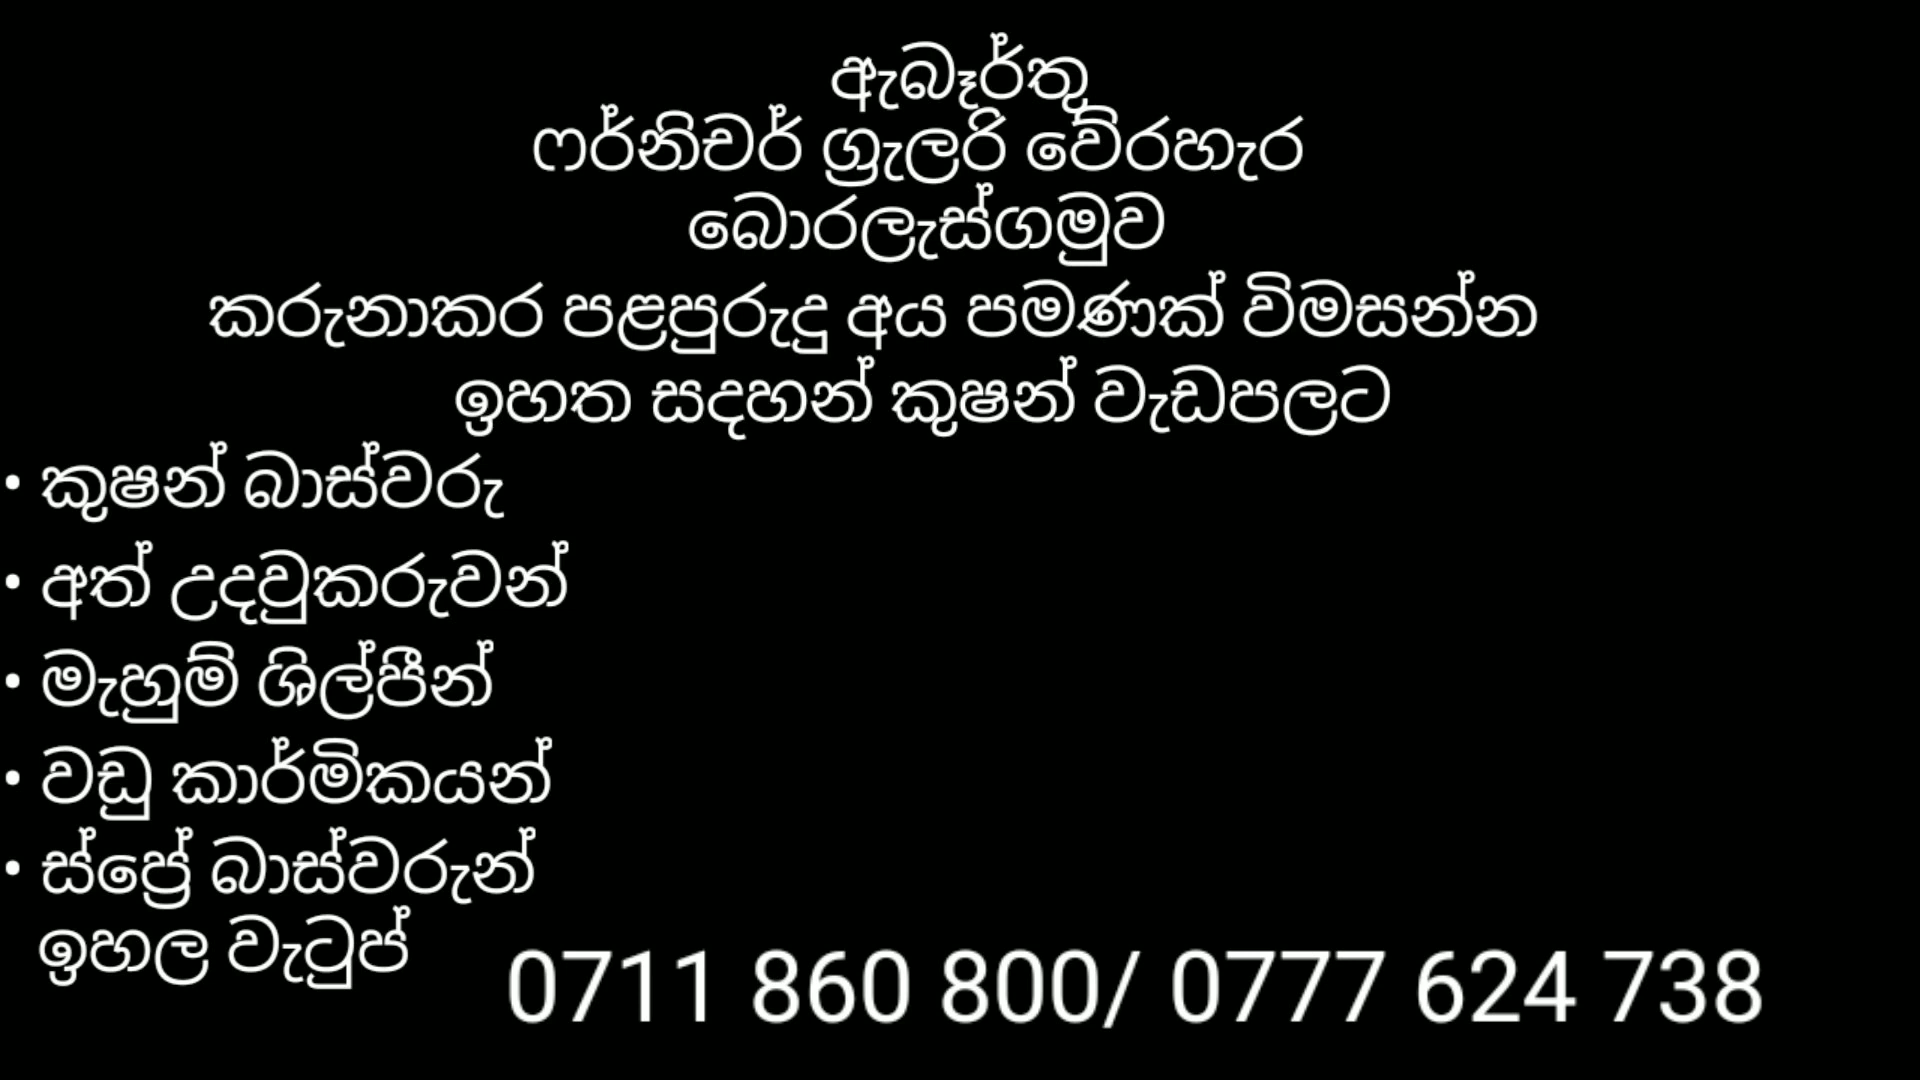 ඇබෑර්තු
ෆර්නිචර් ග්‍රැලරි වේරහැර
බොරලැස්ගමුව
කරුනාකර පළපුරුදු අය පමණක් විමසන්න
ඉහත සදහන් කුෂන් වැඩපලට
• කුෂන් බාස්වරු
• අත් උදවුකරුවන්
• මැහුම් ශිල්පීන්
• වඩු කාර්මිකයන්
• ස්ප්‍රේ බාස්වරුන්
ඉහල වැටුප්
0711 860 800/ 0777 624 738